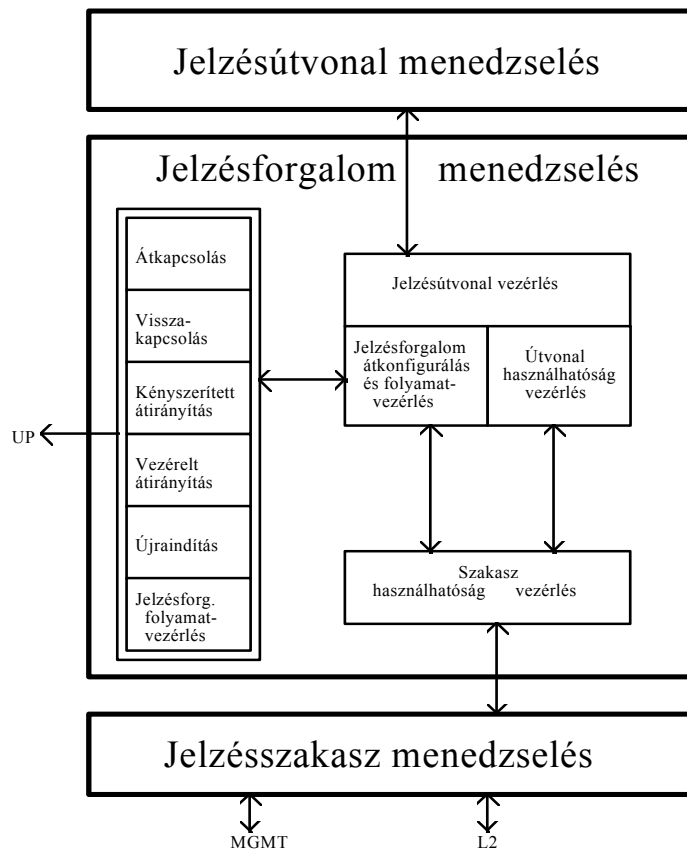 Jelzésútvonal menedzselés
Jelzésforgalom menedzselés
Átkapcsolás
Vissza-
kapcsolás
Kényszerített
átirányítás
Vezérelt
átirányítás
Újraindítás
Jelzésforg.
folyamat-
vezérlés
UP
Jelzésútvonal vezérlés
Jelzésforgalom
átkonfigurálás
és folyamat-
vezérlés
Útvonal
használhatóság
vezérlés
Szakasz
használhatóság vezérlés
Jelzésszakasz menedzselés
MGMT
L2